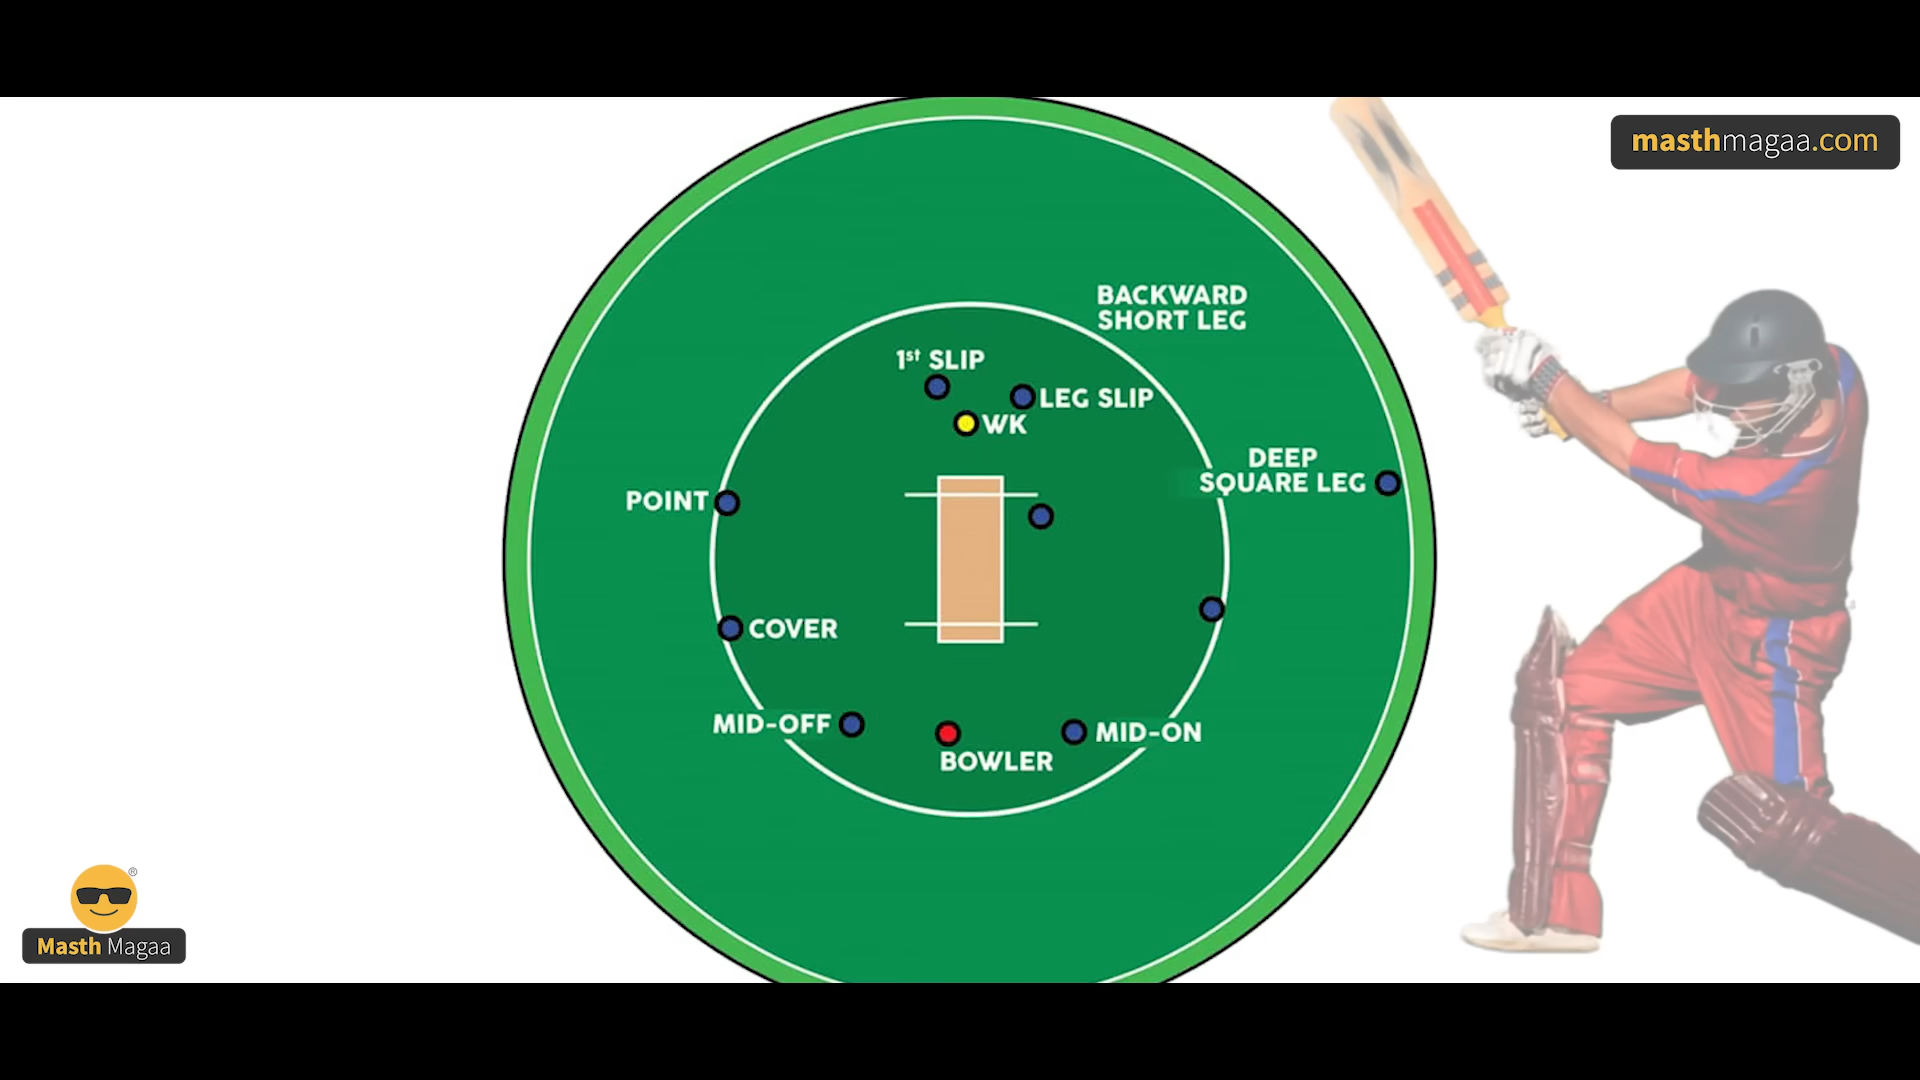 masthmagaa.com
BACKWARD
SHORT LEG
1st SLIP
LEG SLIP
WK
DEEP
SQUARE LEG
POINT
COVER
MID-OFF
MID-ON
BOWLER
®
Masth Magaa